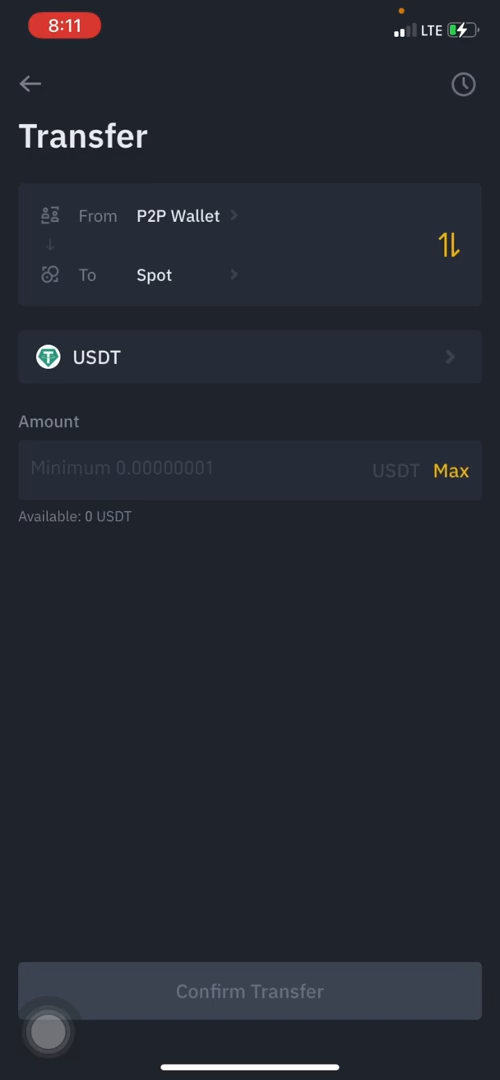 8:11
LTE
Transfer
From P2P Wallet
To Spot
USDT
Amount
Minimum 0.00000001 USDT Max
Available: 0 USDT
Confirm Transfer